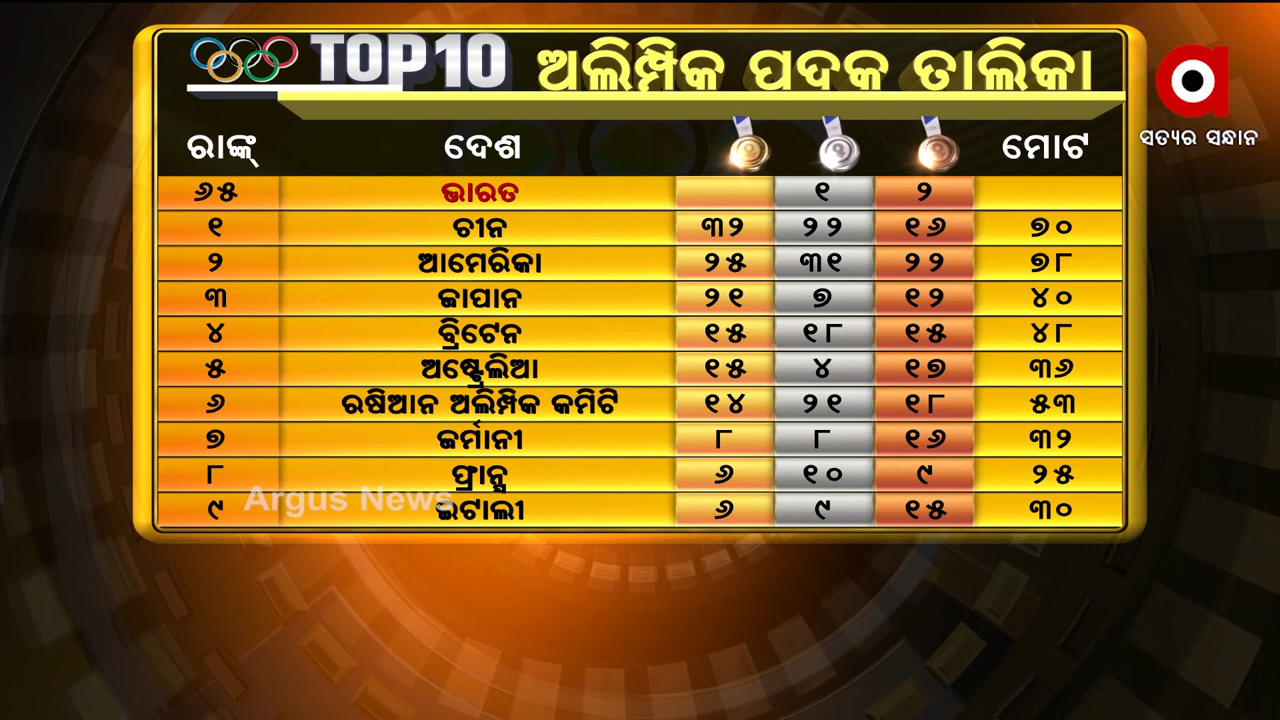 TOP10 ଅଲିମ୍ପିକ ପଦକ ତାଲିକା
ସତ୍ୟର ସନ୍ଧାନ
ରାଙ୍କ୍ ଦେଶ ମୋଟ
୬୫ ଭାରତ ୧ ୨
୧ ଚୀନ ୩୨ ୨୨ ୧୬ ୭୦
୨ ଆମେରିକା ୨୫ ୩୧ ୨୨ ୭୮
୩ ଜାପାନ ୨୧ ୭ ୧୨ ୪୦
୪ ବ୍ରିଟେନ ୧୫ ୧୮ ୧୫ ୪୮
୫ ଅଷ୍ଟ୍ରେଲିଆ ୧୫ ୪ ୧୭ ୩୬
୬ ଋଷିଆନ ଅଲିମ୍ପିକ କମିଟି ୧୪ ୨୧ ୧୮ ୫୩
୭ ଜର୍ମାନୀ ୮ ୮ ୧୬ ୩୨
୮ ଫ୍ରାନ୍ସ ୬ ୧୦ ୯ ୨୫
୯ ଇଟାଲୀ ୬ ୯ ୧୫ ୩୦
Argus News